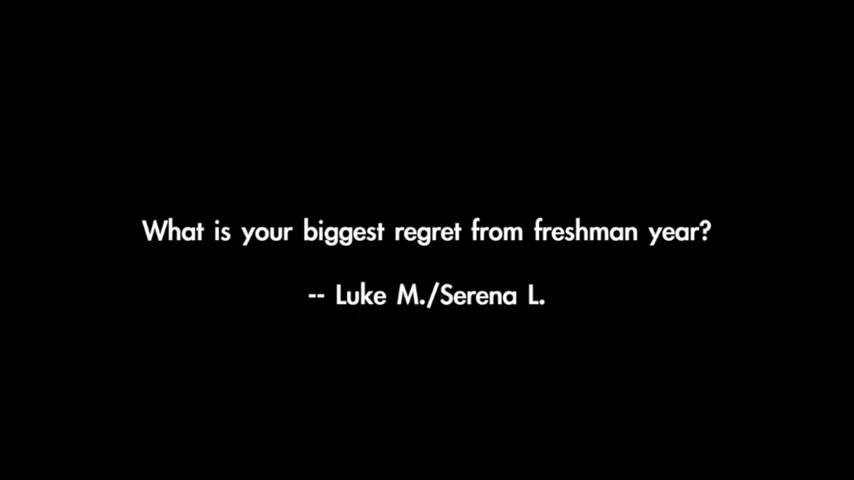 What is your biggest regret from freshman year?
-- Luke M./Serena L.